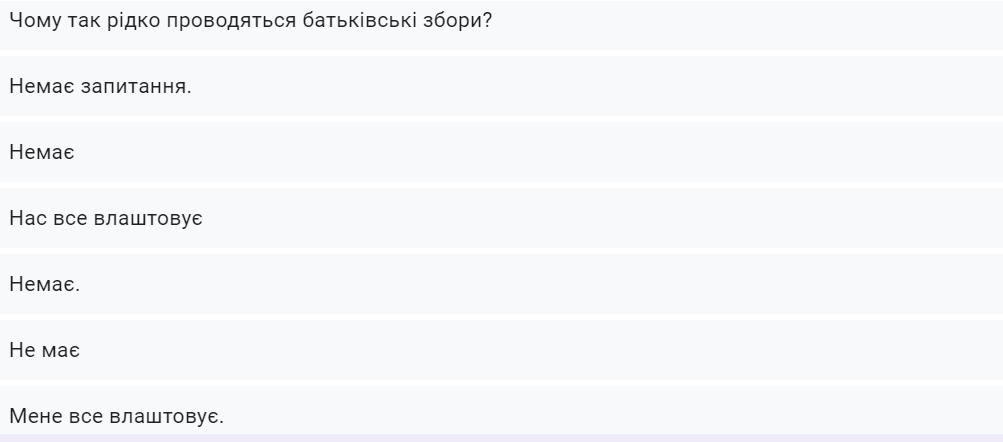 Чому так рідко проводяться батьківські збори?
Немає запитання.
Немає
Нас все влаштовує
Немає.
Не має
Мене все влаштовує.